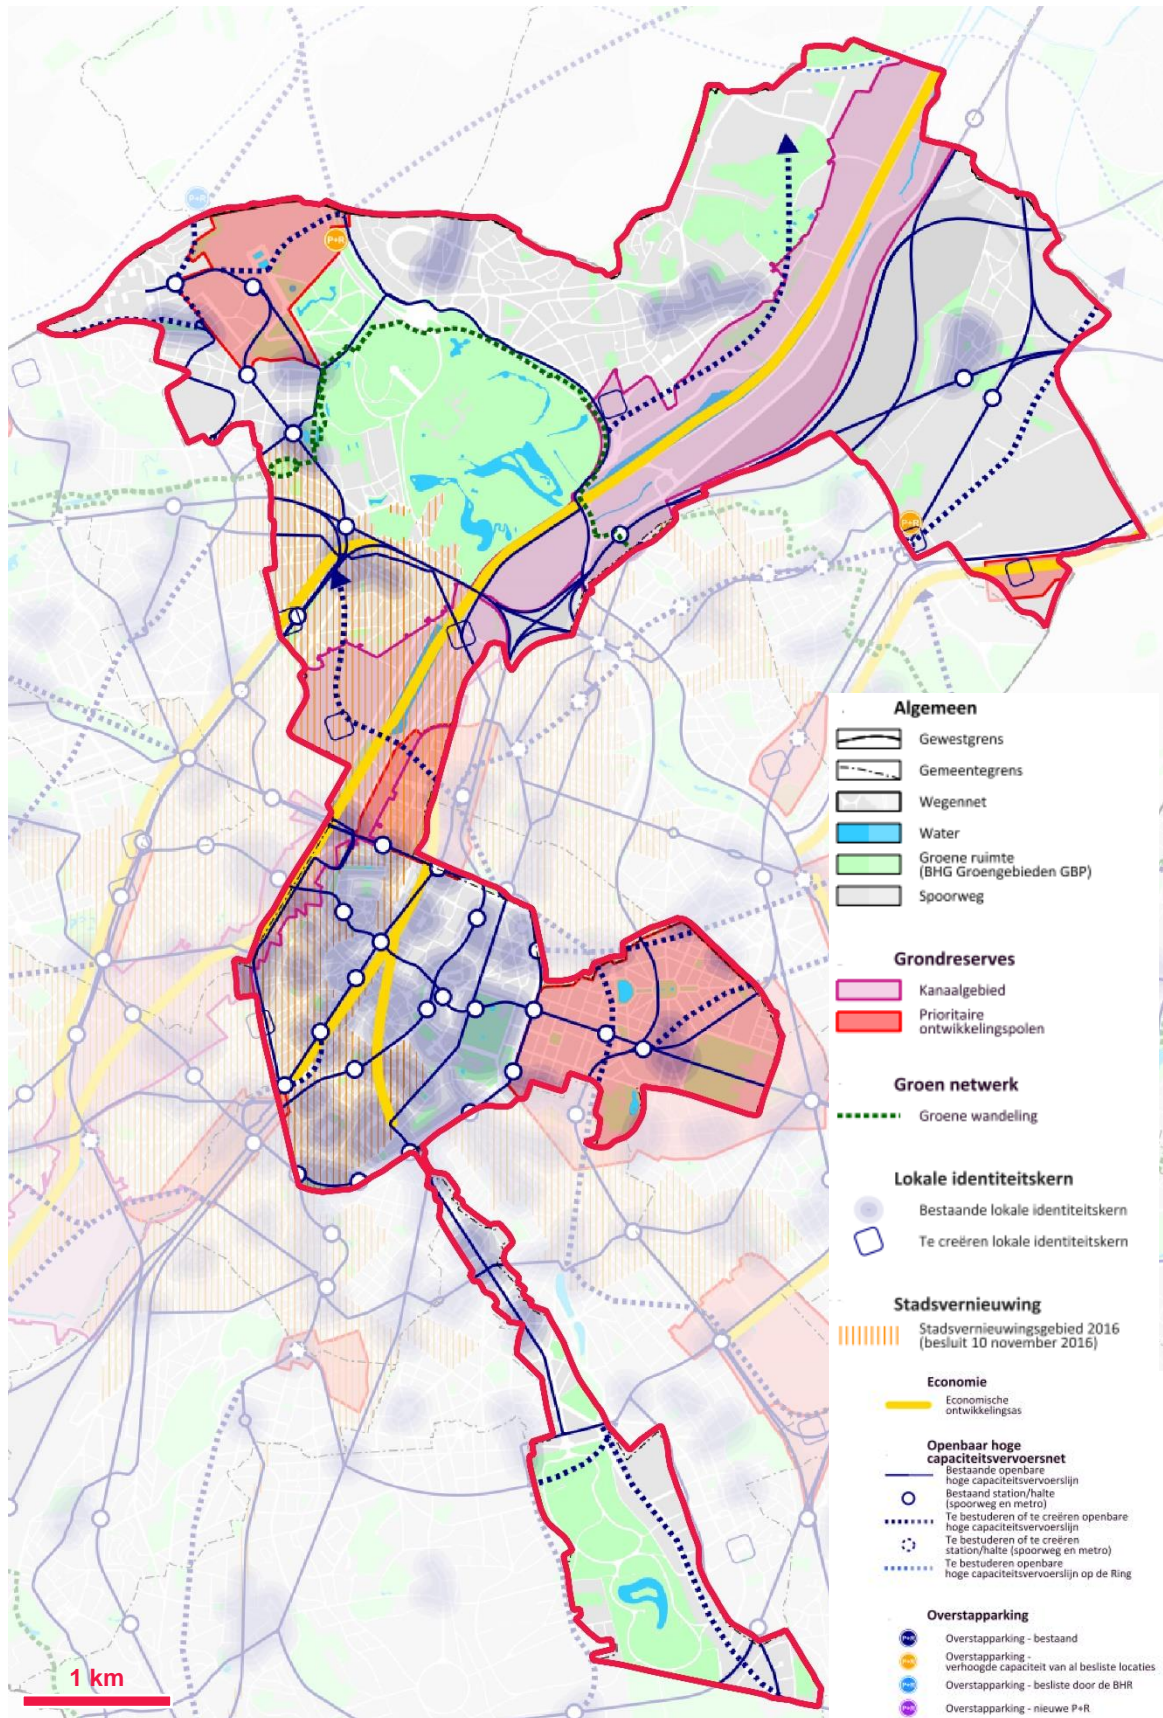 P+R
P+R
P+R
Algemeen
Gewestgrens
Gemeentegrens
Wegennet
Water
Groene ruimte
(BHG Groengebieden GBP)
Spoorweg
Grondreserves
Kanaalgebied
Prioritaire
ontwikkelingspolen
Groen netwerk
Groene wandeling
Lokale identiteitskern
Bestaande lokale identiteitskern
Te creëren lokale identiteitskern
Stadsvernieuwing
Stadsvernieuwingsgebied 2016
(besluit 10 november 2016)
Economie
Economische
ontwikkelingsas
Openbaar hoge
capaciteitsvervoersnet
Bestaande openbare
hoge capaciteitsvervoerslijn
Bestaand station/halte
(spoorweg en metro)
Te bestuderen of te creëren openbare
hoge capaciteitsvervoerslijn
Te bestuderen of te creëren
station/halte (spoorweg en metro)
Te bestuderen openbare
hoge capaciteitsvervoerslijn op de Ring
Overstapparking
P+R Overstapparking - bestaand
P+R Overstapparking -
verhoogde capaciteit van al besliste locaties
P+R Overstapparking - besliste door de BHR
P+R Overstapparking - nieuwe P+R
1 km